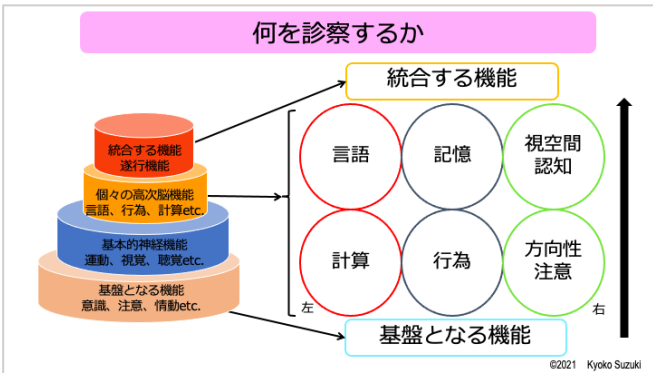 何を診察するか
統合する機能
遂行機能
個々の高次脳機能
言語、行為、計算etc.
基本的神経機能
運動、視覚、聴覚etc.
基盤となる機能
意識、注意、情動etc.
統合する機能
言語
記憶
視空間
認知
計算
行為
方向性
注意
左
右
基盤となる機能
©2021 Kyoko Suzuki